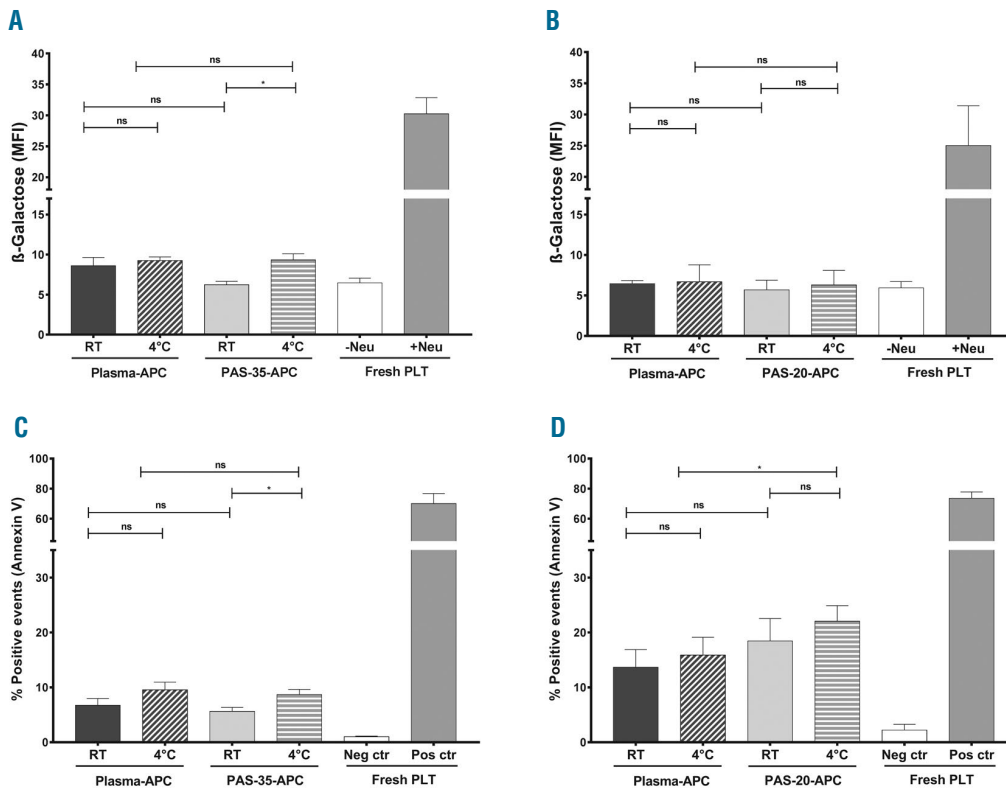 A
ß-Galactose (MFI)
40
35
30
25
20
15
10
5
0
ns
*
ns
ns
RT 4°C RT 4°C -Neu +Neu
Plasma-APC PAS-35-APC Fresh PLT
B
ß-Galactose (MFI)
40
35
30
25
20
15
10
5
0
ns
ns
ns
ns
RT 4°C RT 4°C -Neu +Neu
Plasma-APC PAS-20-APC Fresh PLT
C
% Positive events (Annexin V)
100
80
60
30
20
10
0
ns
*
ns
ns
RT 4°C RT 4°C Neg ctr Pos ctr
Plasma-APC PAS-35-APC Fresh PLT
D
% Positive events (Annexin V)
100
80
60
30
20
10
0
*
ns
ns
ns
RT 4°C RT 4°C Neg ctr Pos ctr
Plasma-APC PAS-20-APC Fresh PLT